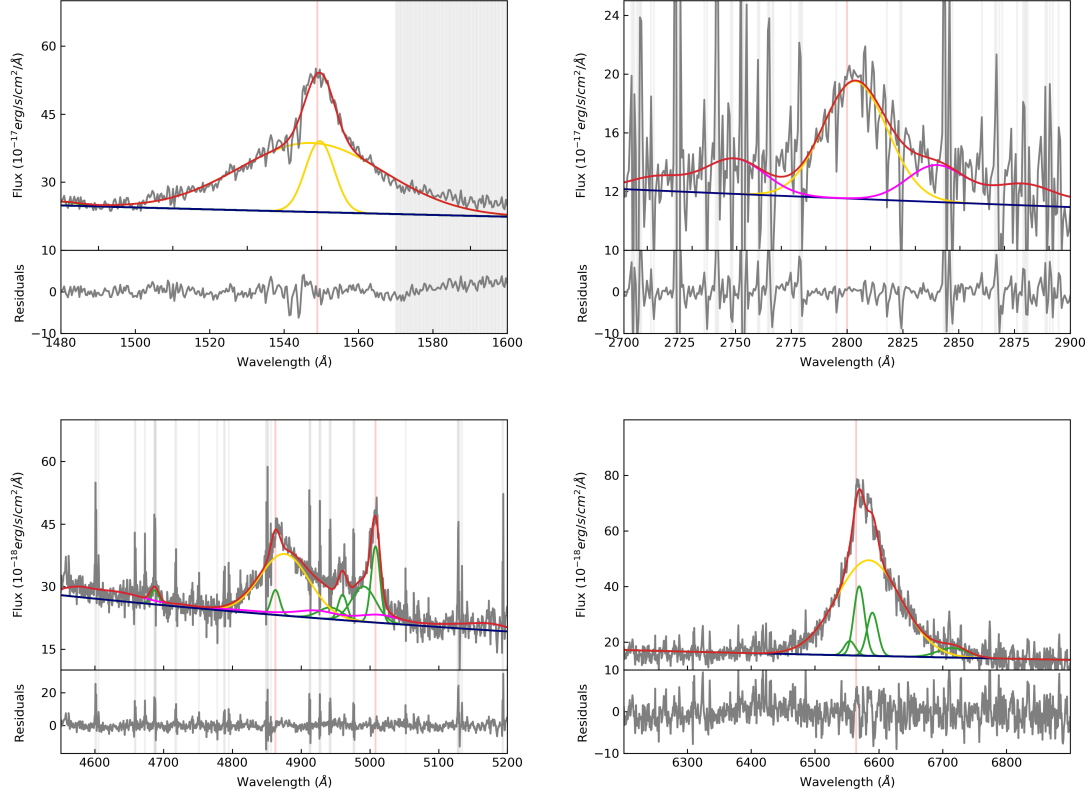 60
45
30
Flux (10⁻¹⁷erg/s/cm²/Å)
10
0
−10
Residuals
1480 1500 1520 1540 1560 1580 1600
Wavelength (Å)
24
20
16
12
Flux (10⁻¹⁷erg/s/cm²/Å)
10
0
−10
Residuals
2700 2725 2750 2775 2800 2825 2850 2875 2900
Wavelength (Å)
60
45
30
15
Flux (10⁻¹⁸erg/s/cm²/Å)
20
0
Residuals
4600 4700 4800 4900 5000 5100 5200
Wavelength (Å)
80
60
40
20
10
Flux (10⁻¹⁸erg/s/cm²/Å)
0
−10
Residuals
6300 6400 6500 6600 6700 6800
Wavelength (Å)